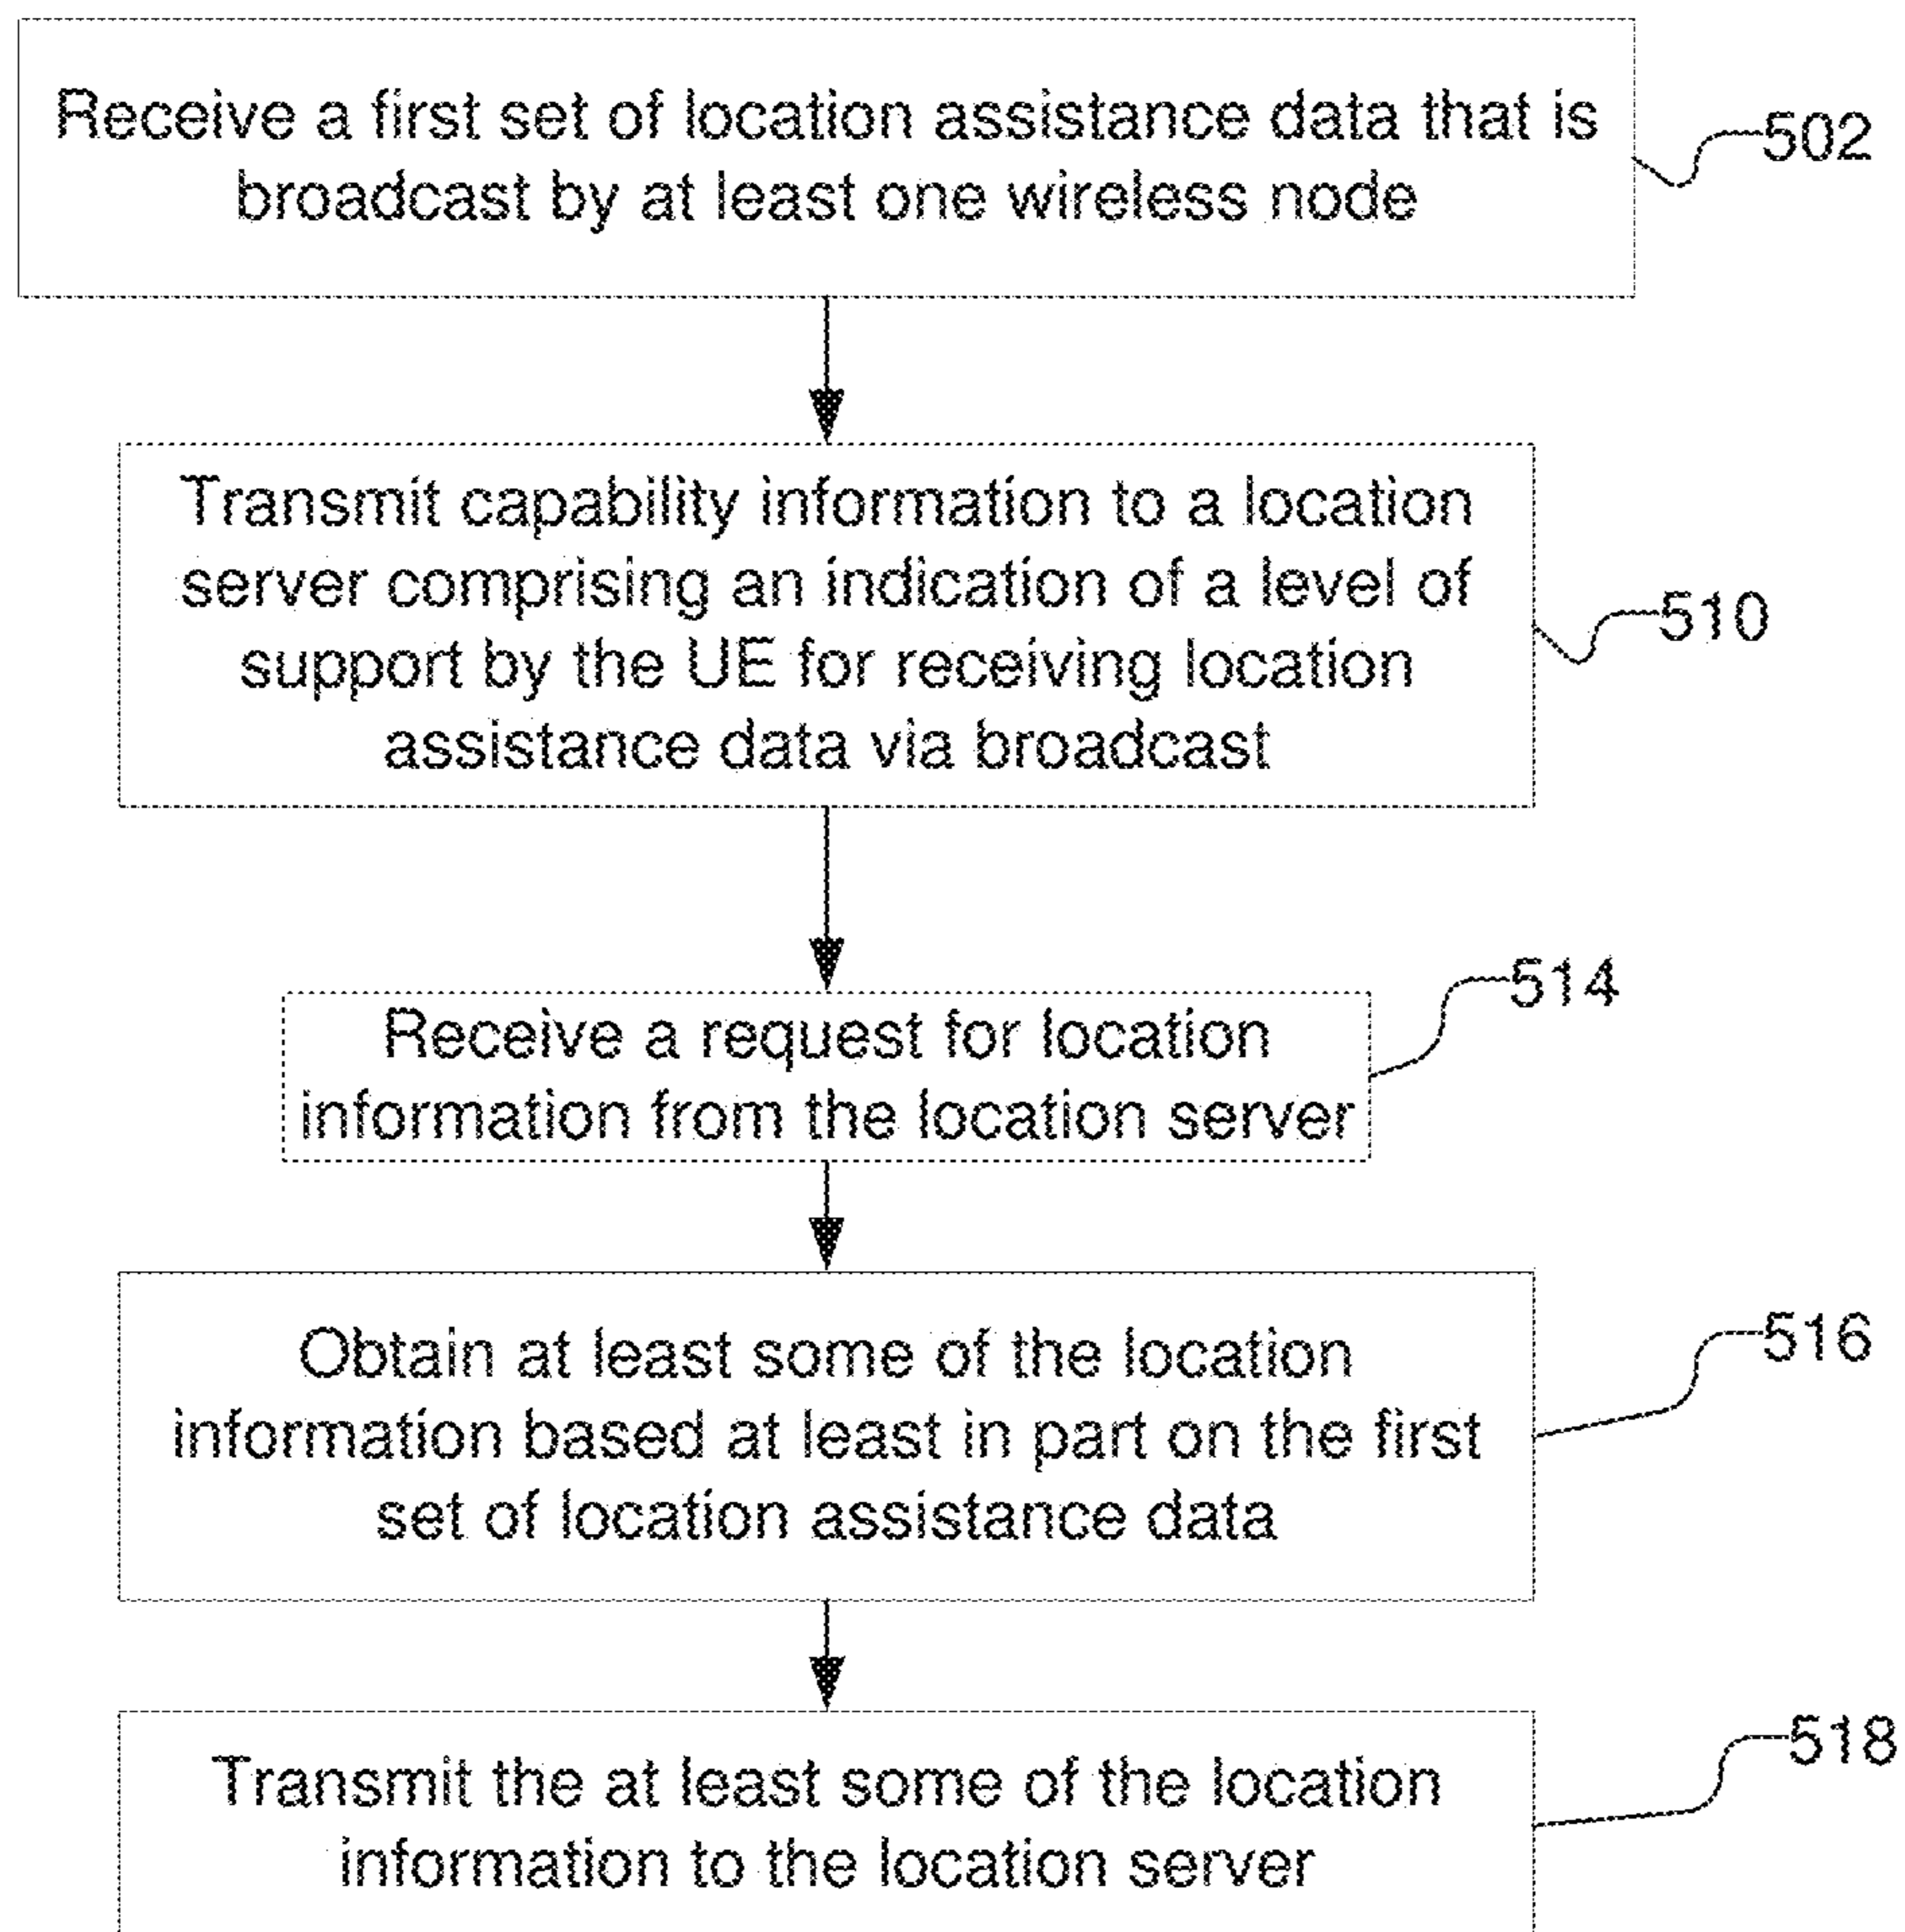 Receive a first set of location assistance data that is
broadcast by at least one wireless node
502
Transmit capability information to a location
server comprising an indication of a level of
support by the UE for receiving location
assistance data via broadcast
510
Receive a request for location
information from the location server
514
Obtain at least some of the location
information based at least in part on the first
set of location assistance data
516
Transmit the at least some of the location
information to the location server
518